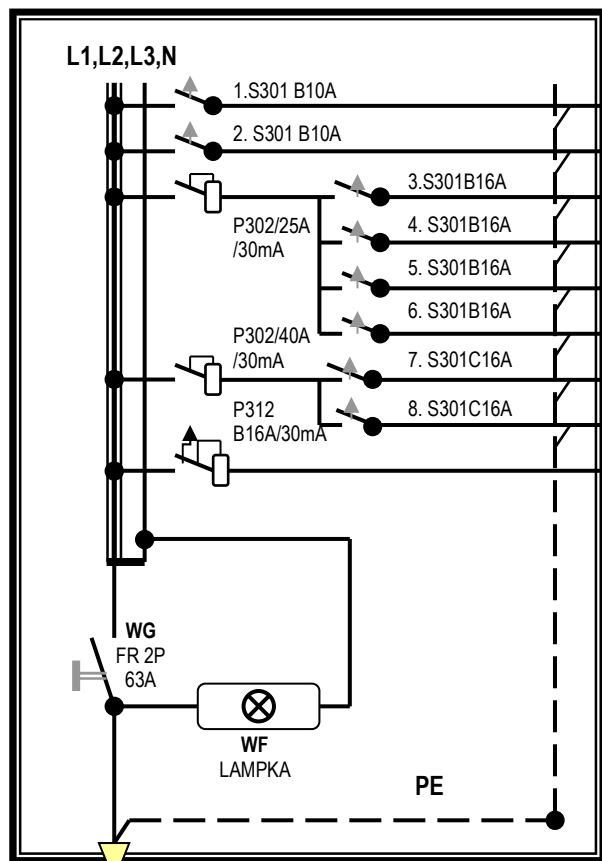 L1,L2,L3,N
1.S301 B10A
2. S301 B10A
3.S301B16A
P302/25A
/30mA
4. S301B16A
5. S301B16A
6. S301B16A
P302/40A
/30mA
7. S301C16A
8. S301C16A
P312
B16A/30mA
WG
FR 2P
63A
WF
LAMPKA
PE